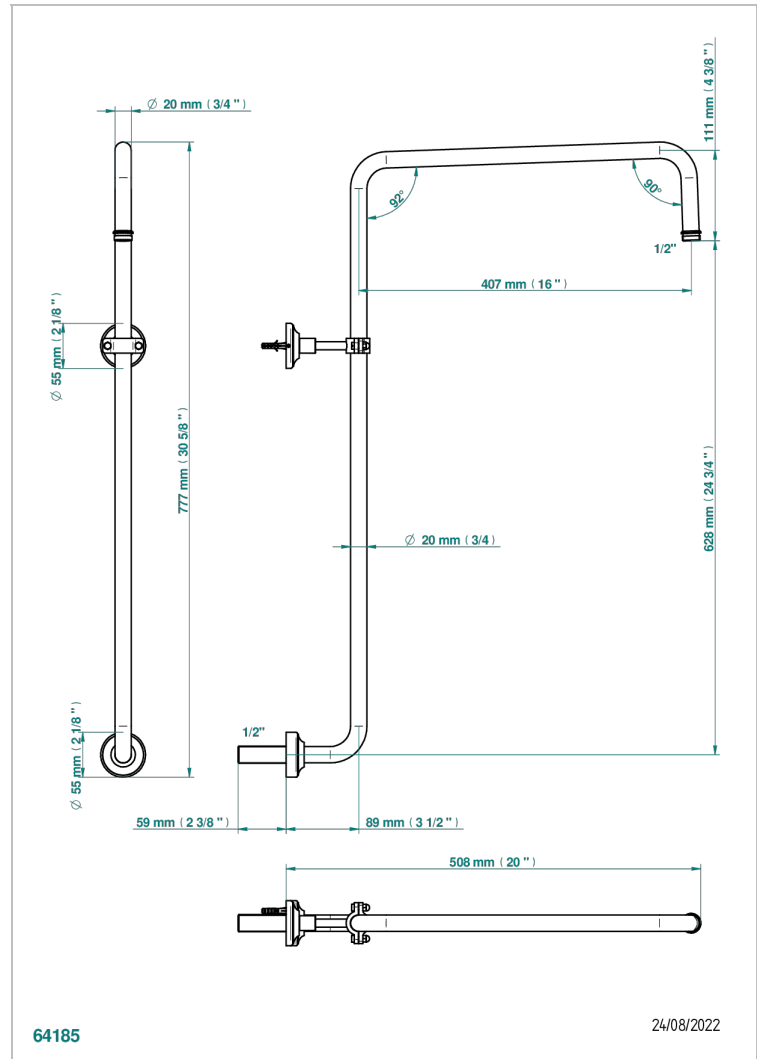 ∅ 20 mm ( 3/4 " )
111 mm ( 4 3/8" )
92°
90°
1/2"
407 mm ( 16 " )
∅ 55 mm ( 2 1/8 " )
777 mm ( 30 5/8" )
628 mm ( 24 3/4 " )
∅ 20 mm ( 3/4 )
∅ 55 mm ( 2 1/8 " )
1/2"
59 mm ( 2 3/8" )
89 mm ( 3 1/2" )
508 mm ( 20 " )
64185
24/08/2022